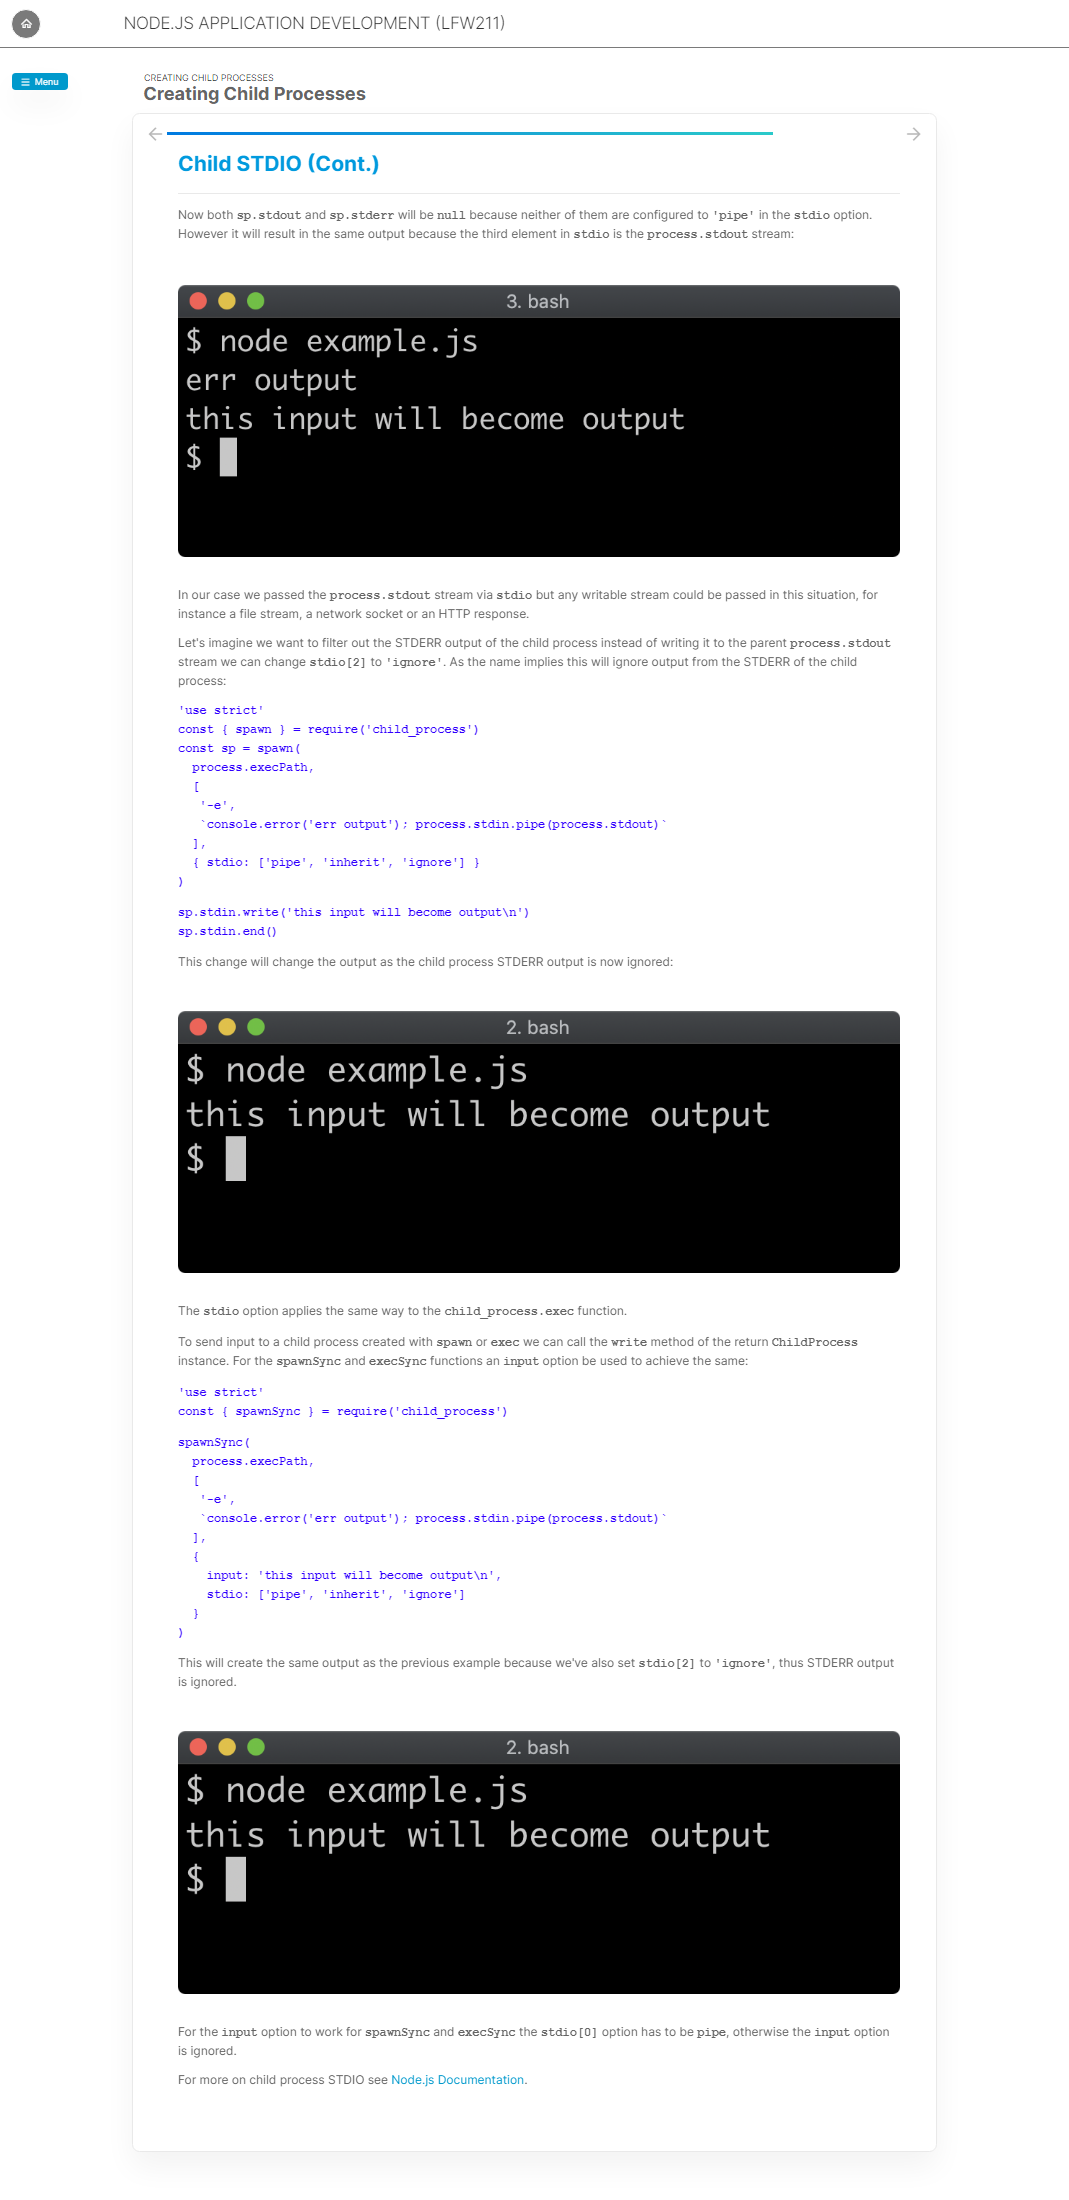 NODE.JS APPLICATION DEVELOPMENT (LFW211)
Menu
CREATING CHILD PROCESSES
Creating Child Processes
Child STDIO (Cont.)
Now both sp.stdout and sp.stderr will be null because neither of them are configured to 'pipe' in the stdio option.
However it will result in the same output because the third element in stdio is the process.stdout stream:
3. bash
$ node example.js
err output
this input will become output
$
In our case we passed the process.stdout stream via stdio but any writable stream could be passed in this situation, for
instance a file stream, a network socket or an HTTP response.
Let's imagine we want to filter out the STDERR output of the child process instead of writing it to the parent process.stdout
stream we can change stdio[2] to 'ignore'. As the name implies this will ignore output from the STDERR of the child
process:
'use strict'
const { spawn } = require('child_process')
const sp = spawn(
  process.execPath,
  [
   '-e',
   `console.error('err output'); process.stdin.pipe(process.stdout)`
  ],
  { stdio: ['pipe', 'inherit', 'ignore'] }
)
sp.stdin.write('this input will become output\n')
sp.stdin.end()
This change will change the output as the child process STDERR output is now ignored:
2. bash
$ node example.js
this input will become output
$
The stdio option applies the same way to the child_process.exec function.
To send input to a child process created with spawn or exec we can call the write method of the return ChildProcess
instance. For the spawnSync and execSync functions an input option be used to achieve the same:
'use strict'
const { spawnSync } = require('child_process')
spawnSync(
  process.execPath,
  [
   '-e',
   `console.error('err output'); process.stdin.pipe(process.stdout)`
  ],
  {
    input: 'this input will become output\n',
    stdio: ['pipe', 'inherit', 'ignore']
  }
)
This will create the same output as the previous example because we've also set stdio[2] to 'ignore', thus STDERR output
is ignored.
2. bash
$ node example.js
this input will become output
$
For the input option to work for spawnSync and execSync the stdio[0] option has to be pipe, otherwise the input option
is ignored.
For more on child process STDIO see Node.js Documentation.